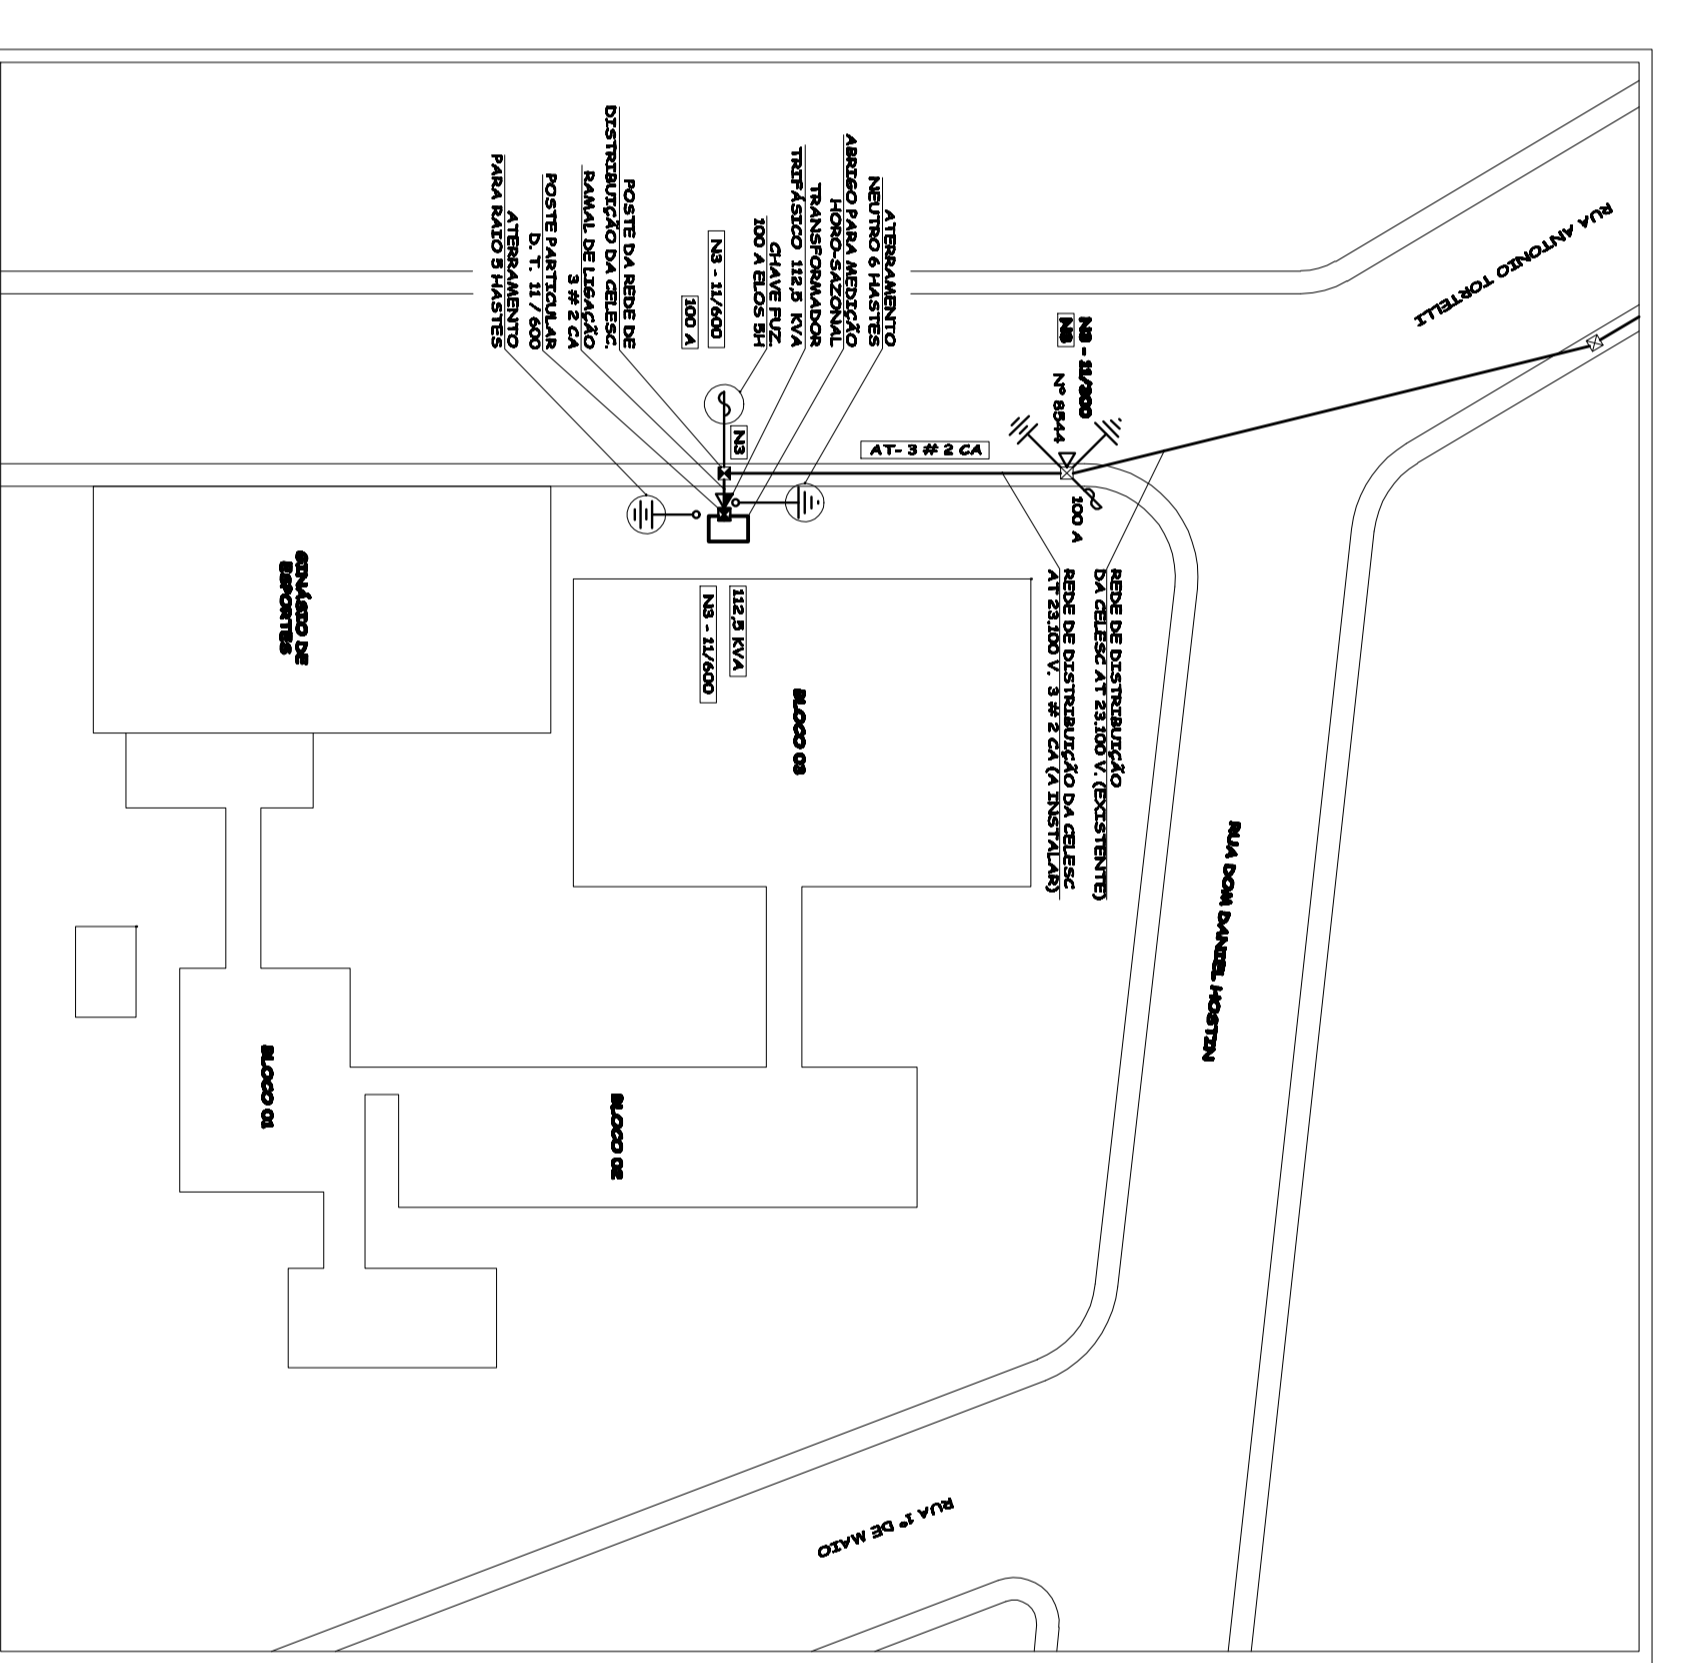 RUA ANTONIO TORTELLI
ATERRAMENTO
NEUTRO 6 HASTES
ABRIGO PARA MEDIÇÃO
HORO-SAZONAL
TRANSFORMADOR
TRIFÁSICO 112,5 KVA
CHAVE FUZ.
100 A ELOS 5H
N3 - 11/600
100 A
POSTE DA REDE DE
DISTRIBUIÇÃO DA CELESC.
RAMAL DE LIGAÇÃO
3 # 2 CA
POSTE PARTICULAR
D. T. 11 / 600
ATERRAMENTO
PARA RAIO 5 HASTES
N3
AT- 3 # 2 CA
N3 - 11/300
Nº 8544
100 A
REDE DE DISTRIBUIÇÃO
DA CELESC AT 23.100 V. (EXISTENTE)
REDE DE DISTRIBUIÇÃO DA CELESC
AT 23.100 V. 3 # 2 CA (A INSTALAR)
112,5 KVA
N3 - 11/600
GINÁSIO DE
ESPORTES
BLOCO 03
RUA DOM DANIEL HOSTIN
BLOCO 01
BLOCO 02
RUA 1º DE MAIO